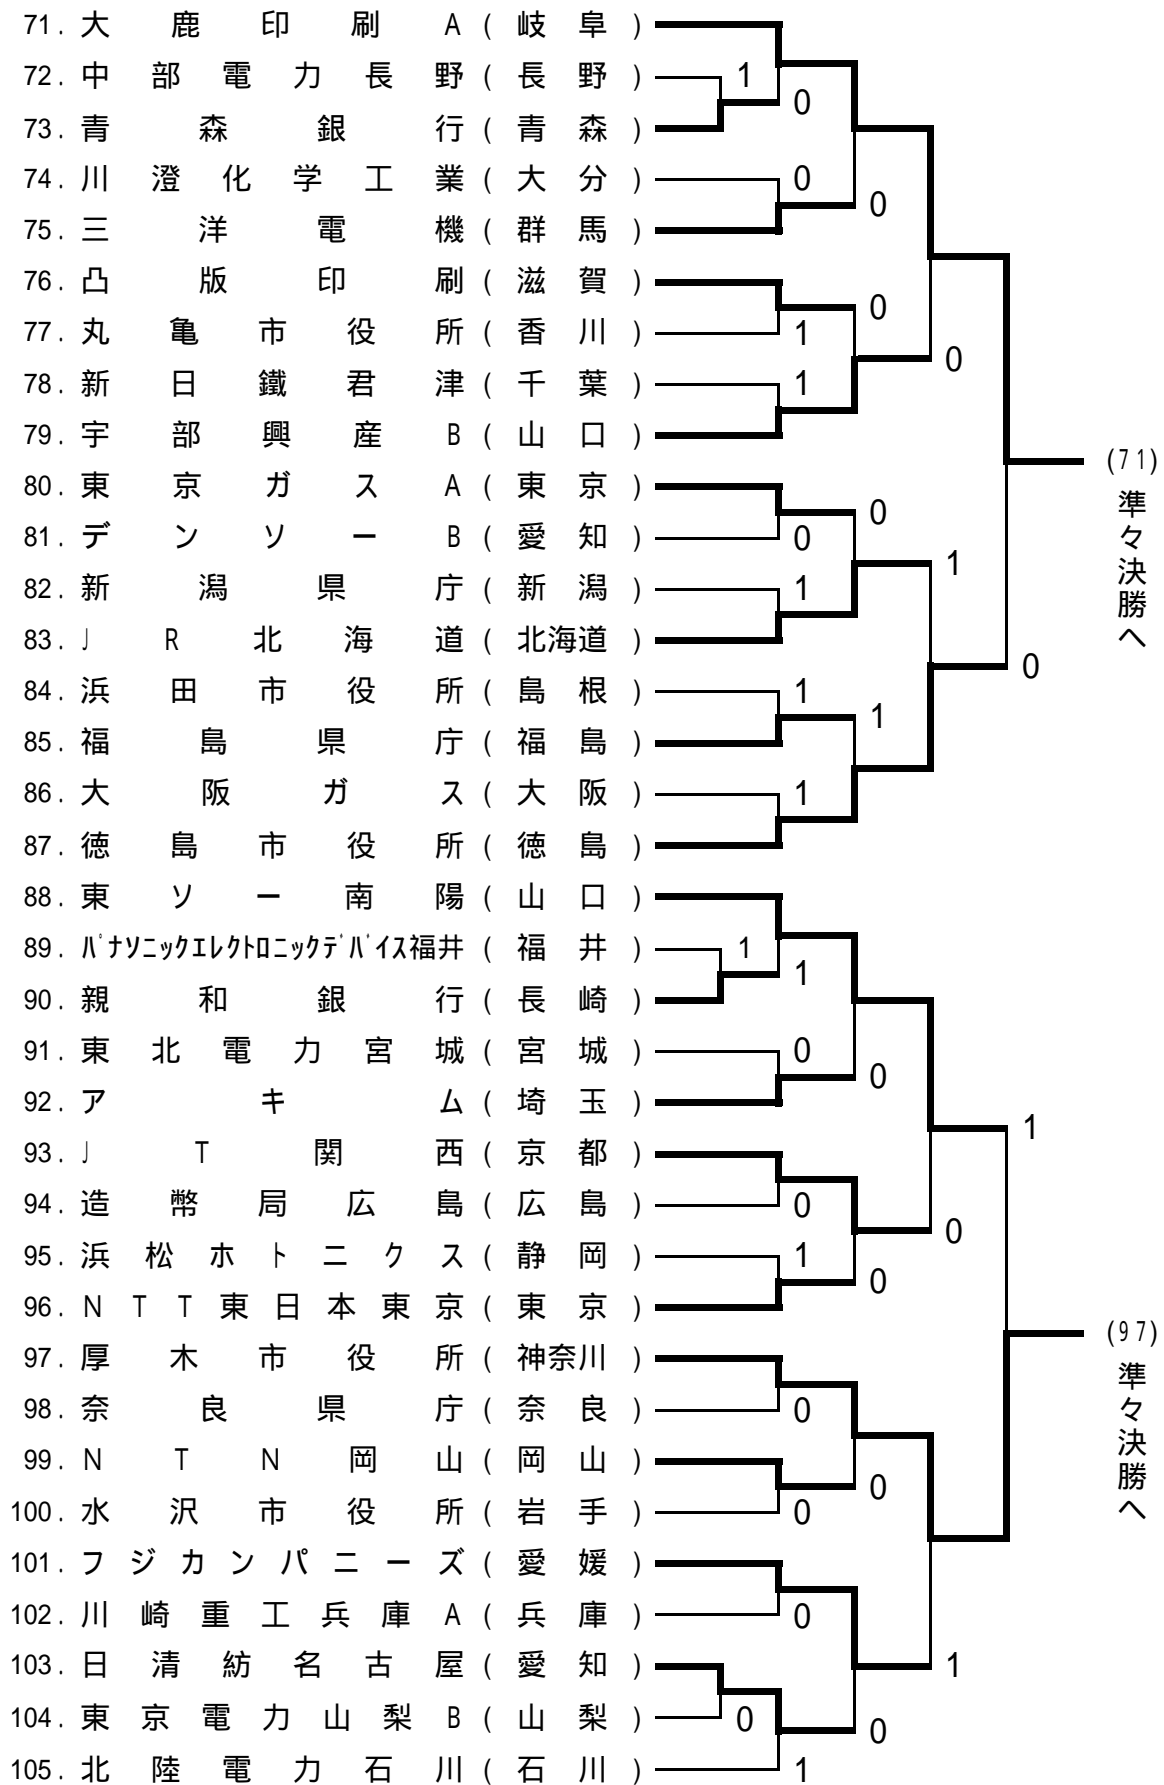 71. 大鹿印刷A (岐阜)
72. 中部電力長野 (長野)
1
0
73. 青森銀行 (青森)
74. 川澄化学工業 (大分)
0
0
75. 三洋電機 (群馬)
76. 凸版印刷 (滋賀)
0
77. 丸亀市役所 (香川)
1
0
78. 新日鐵君津 (千葉)
1
79. 宇部興産B (山口)
(71)
準々決勝へ
80. 東京ガスA (東京)
0
81. デンソーB (愛知)
0
1
82. 新潟県庁 (新潟)
1
83. JR北海道 (北海道)
0
84. 浜田市役所 (島根)
1
1
85. 福島県庁 (福島)
86. 大阪ガス (大阪)
1
87. 徳島市役所 (徳島)
88. 東ソー南陽 (山口)
89. パナソニックエレクトロニックデバイス福井 (福井)
1
1
90. 親和銀行 (長崎)
91. 東北電力宮城 (宮城)
0
0
92. アキム (埼玉)
1
93. JT関西 (京都)
94. 造幣局広島 (広島)
0
0
95. 浜松ホトニクス (静岡)
1
0
96. NTT東日本東京 (東京)
(97)
準々決勝へ
97. 厚木市役所 (神奈川)
98. 奈良県庁 (奈良)
0
99. NTN岡山 (岡山)
0
100. 水沢市役所 (岩手)
0
101. フジカンパニーズ (愛媛)
102. 川崎重工兵庫A (兵庫)
0
103. 日清紡名古屋 (愛知)
1
104. 東京電力山梨B (山梨)
0
0
105. 北陸電力石川 (石川)
1